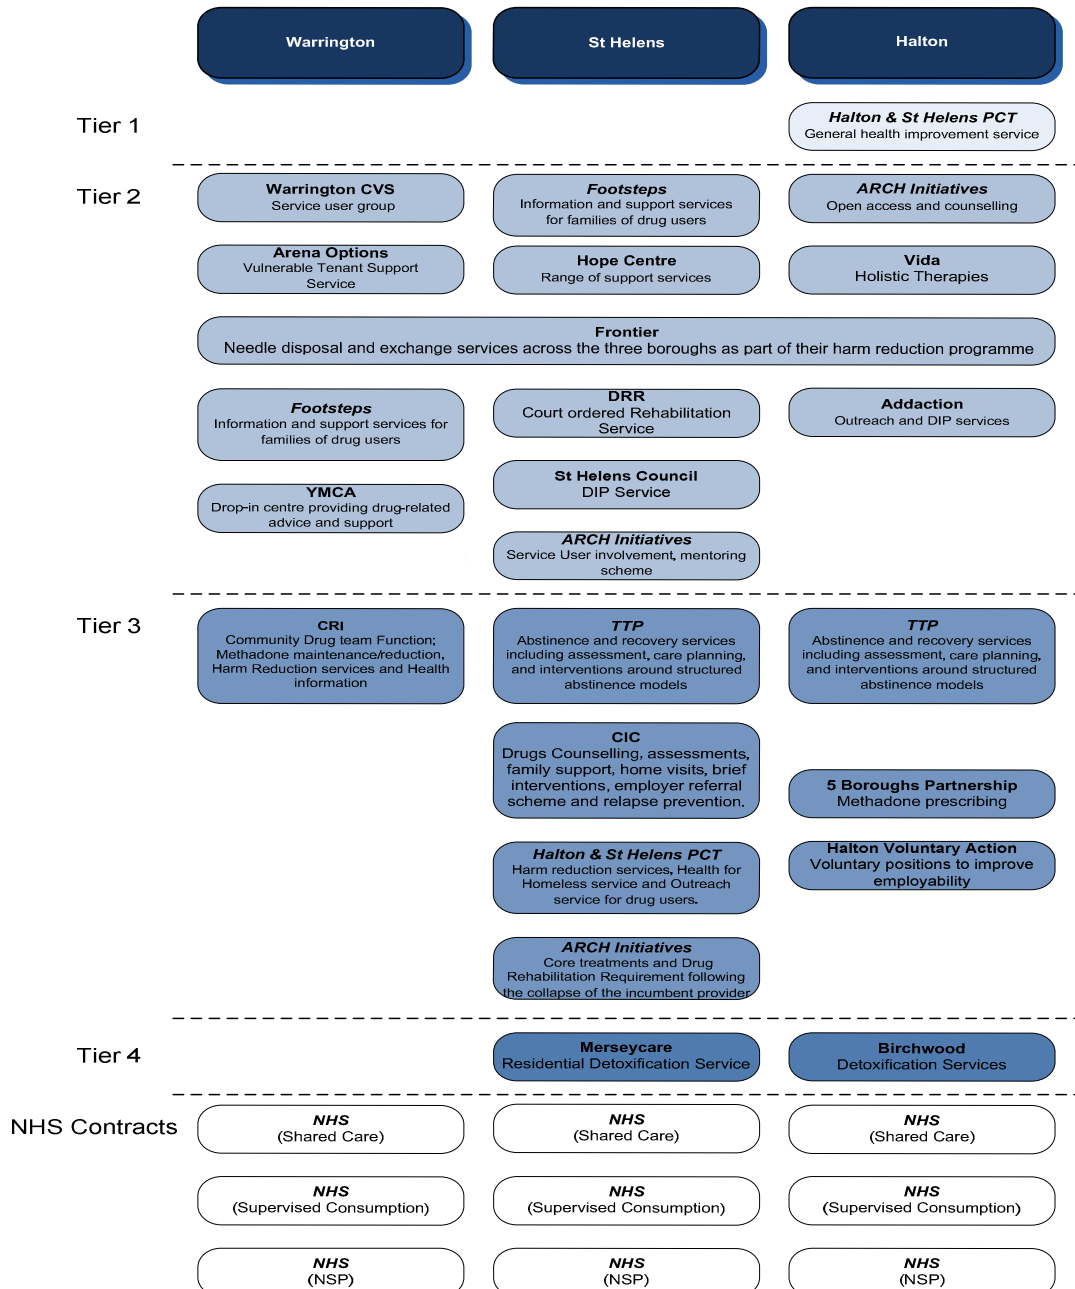 Warrington
St Helens
Halton
Tier 1
Halton & St Helens PCT
General health improvement service
Tier 2
Warrington CVS
Service user group
Footsteps
Information and support services
for families of drug users
ARCH Initiatives
Open access and counselling
Arena Options
Vulnerable Tenant Support
Service
Hope Centre
Range of support services
Vida
Holistic Therapies
Frontier
Needle disposal and exchange services across the three boroughs as part of their harm reduction programme
Footsteps
Information and support services for
families of drug users
DRR
Court ordered Rehabilitation
Service
Addaction
Outreach and DIP services
YMCA
Drop-in centre providing drug-related
advice and support
St Helens Council
DIP Service
ARCH Initiatives
Service User involvement, mentoring
scheme
Tier 3
CRI
Community Drug team Function;
Methadone maintenance/reduction,
Harm Reduction services and Health
information
TTP
Abstinence and recovery services
including assessment, care planning,
and interventions around structured
abstinence models
TTP
Abstinence and recovery services
including assessment, care planning,
and interventions around structured
abstinence models
CIC
Drugs Counselling, assessments,
family support, home visits, brief
interventions, employer referral
scheme and relapse prevention.
5 Boroughs Partnership
Methadone prescribing
Halton & St Helens PCT
Harm reduction services, Health for
Homeless service and Outreach
service for drug users.
Halton Voluntary Action
Voluntary positions to improve
employability
ARCH Initiatives
Core treatments and Drug
Rehabilitation Requirement following
the collapse of the incumbent provider
Tier 4
Merseycare
Residential Detoxification Service
Birchwood
Detoxification Services
NHS Contracts
NHS
(Shared Care)
NHS
(Shared Care)
NHS
(Shared Care)
NHS
(Supervised Consumption)
NHS
(Supervised Consumption)
NHS
(Supervised Consumption)
NHS
(NSP)
NHS
(NSP)
NHS
(NSP)